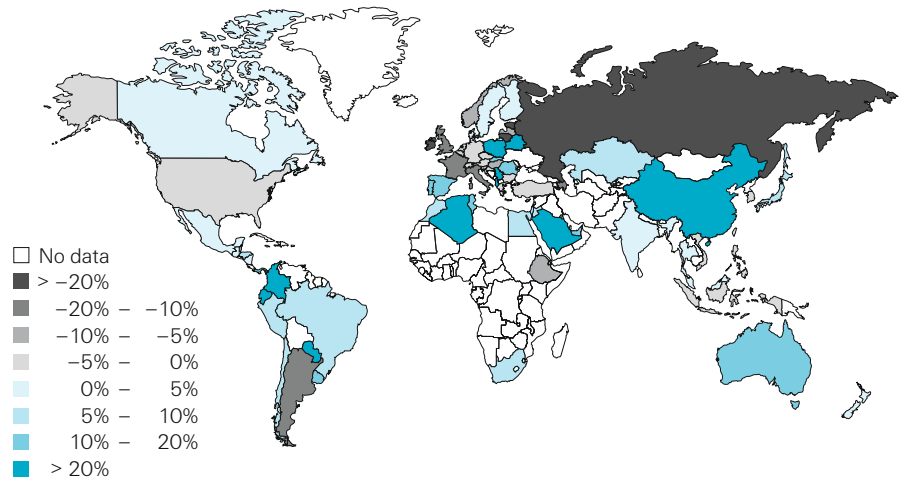 No data
> −20%
−20% – −10%
−10% – −5%
−5% – 0%
0% – 5%
5% – 10%
10% – 20%
> 20%